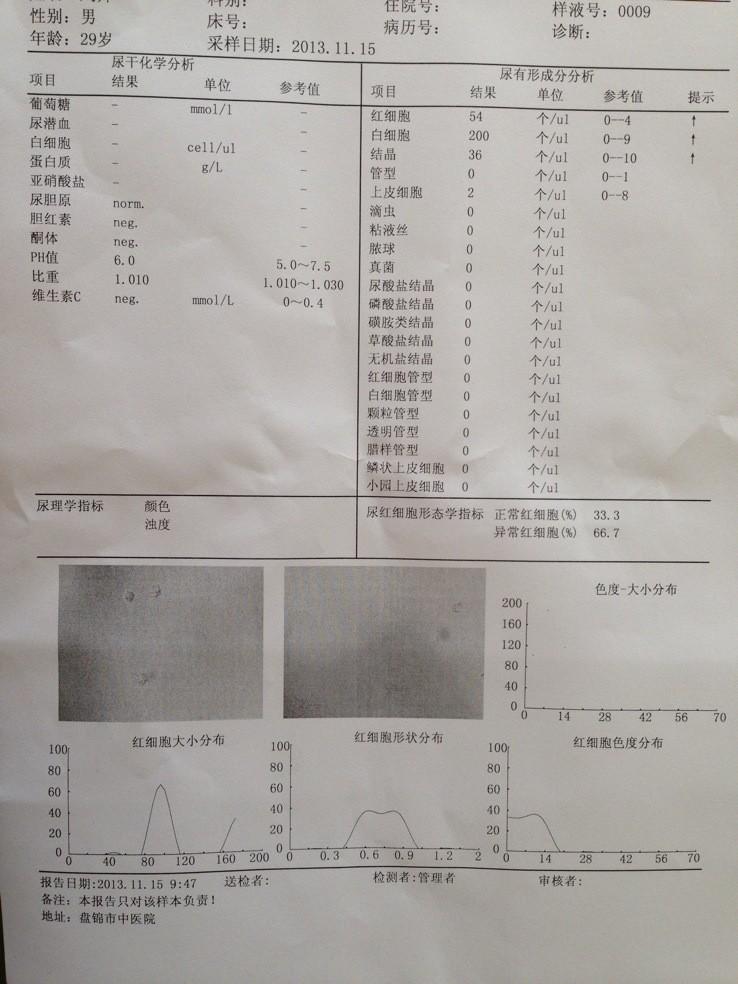 科别: 住院号: 样液号: 0009
性别: 男 床号: 病历号: 诊断:
年龄: 29岁 采样日期: 2013.11.15
尿干化学分析
项目 结果 单位 参考值
葡萄糖 - mmol/l -
尿潜血 - -
白细胞 - cell/ul -
蛋白质 - g/L -
亚硝酸盐 - -
尿胆原 norm. -
胆红素 neg. -
酮体 neg. -
PH值 6.0 5.0~7.5
比重 1.010 1.010~1.030
维生素C neg. mmol/L 0~0.4
尿有形成分分析
项目 结果 单位 参考值 提示
红细胞 54 个/ul 0--4 ↑
白细胞 200 个/ul 0--9 ↑
结晶 36 个/ul 0--10 ↑
管型 0 个/ul 0--1
上皮细胞 2 个/ul 0--8
滴虫 0 个/ul
粘液丝 0 个/ul
脓球 0 个/ul
真菌 0 个/ul
尿酸盐结晶 0 个/ul
磷酸盐结晶 0 个/ul
磺胺类结晶 0 个/ul
草酸盐结晶 0 个/ul
无机盐结晶 0 个/ul
红细胞管型 0 个/ul
白细胞管型 0 个/ul
颗粒管型 0 个/ul
透明管型 0 个/ul
腊样管型 0 个/ul
鳞状上皮细胞 0 个/ul
小园上皮细胞 0 个/ul
尿理学指标 颜色
浊度
尿红细胞形态学指标 正常红细胞(%) 33.3
异常红细胞(%) 66.7
色度-大小分布
200
160
120
80
40
0
0 14 28 42 56 70
红细胞大小分布
100
80
60
40
20
0
0 40 80 120 160 200
红细胞形状分布
100
80
60
40
20
0
0 0.3 0.6 0.9 1.2 2
红细胞色度分布
100
80
60
40
20
0
0 14 28 42 56 70
报告日期:2013.11.15 9:47 送检者: 检测者:管理者 审核者:
备注: 本报告只对该样本负责!
地址: 盘锦市中医院